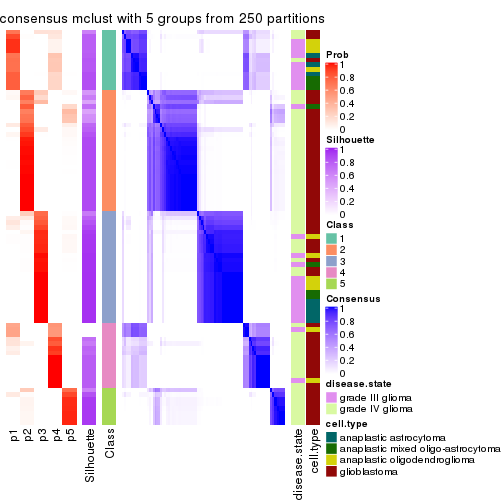 consensus mclust with 5 groups from 250 partitions
Prob
1
0.8
0.6
0.4
0.2
0
Silhouette
1
0.8
0.6
0.4
0.2
0
Class
1
2
3
4
5
Consensus
1
0.8
0.6
0.4
0.2
0
disease.state
grade III glioma
grade IV glioma
cell.type
anaplastic astrocytoma
anaplastic mixed oligo-astrocytoma
anaplastic oligodendroglioma
glioblastoma
p1
p2
p3
p4
p5
Silhouette
Class
disease.state
cell.type